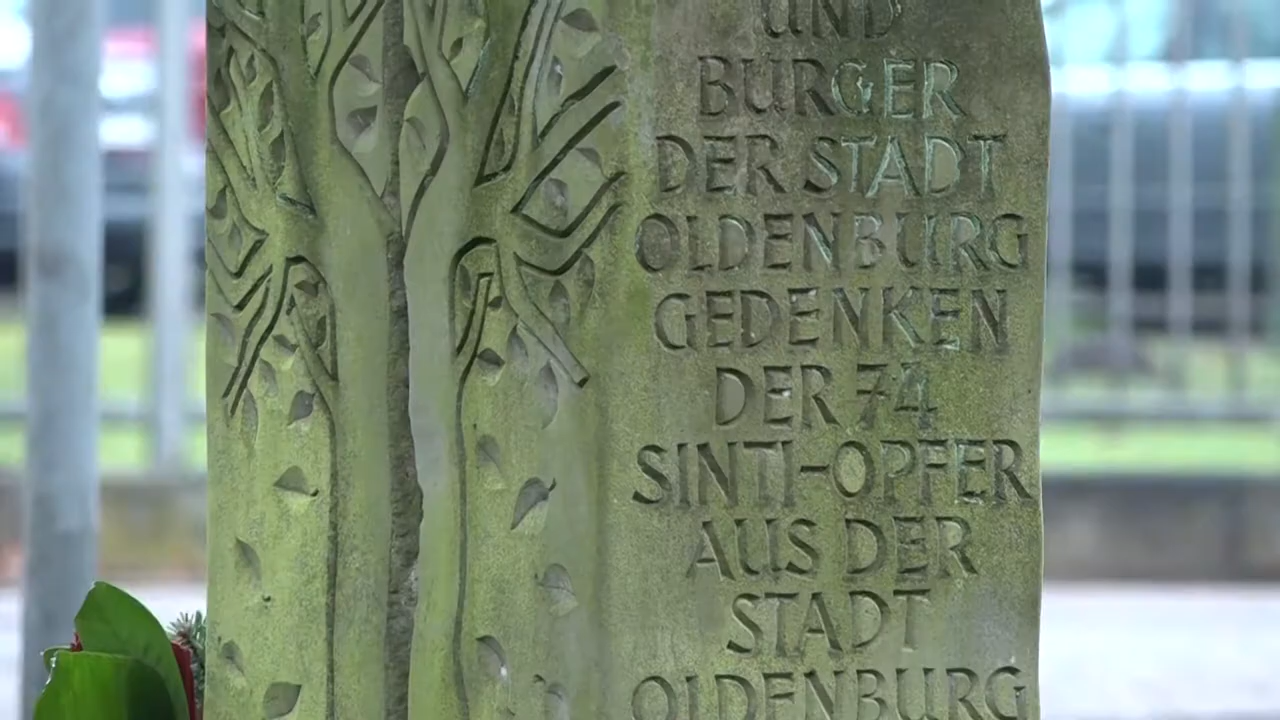 UND
BÜRGER
DER STADT
OLDENBURG
GEDENKEN
DER 74
SINTI-OPFER
AUS DER
STADT
OLDENBURG